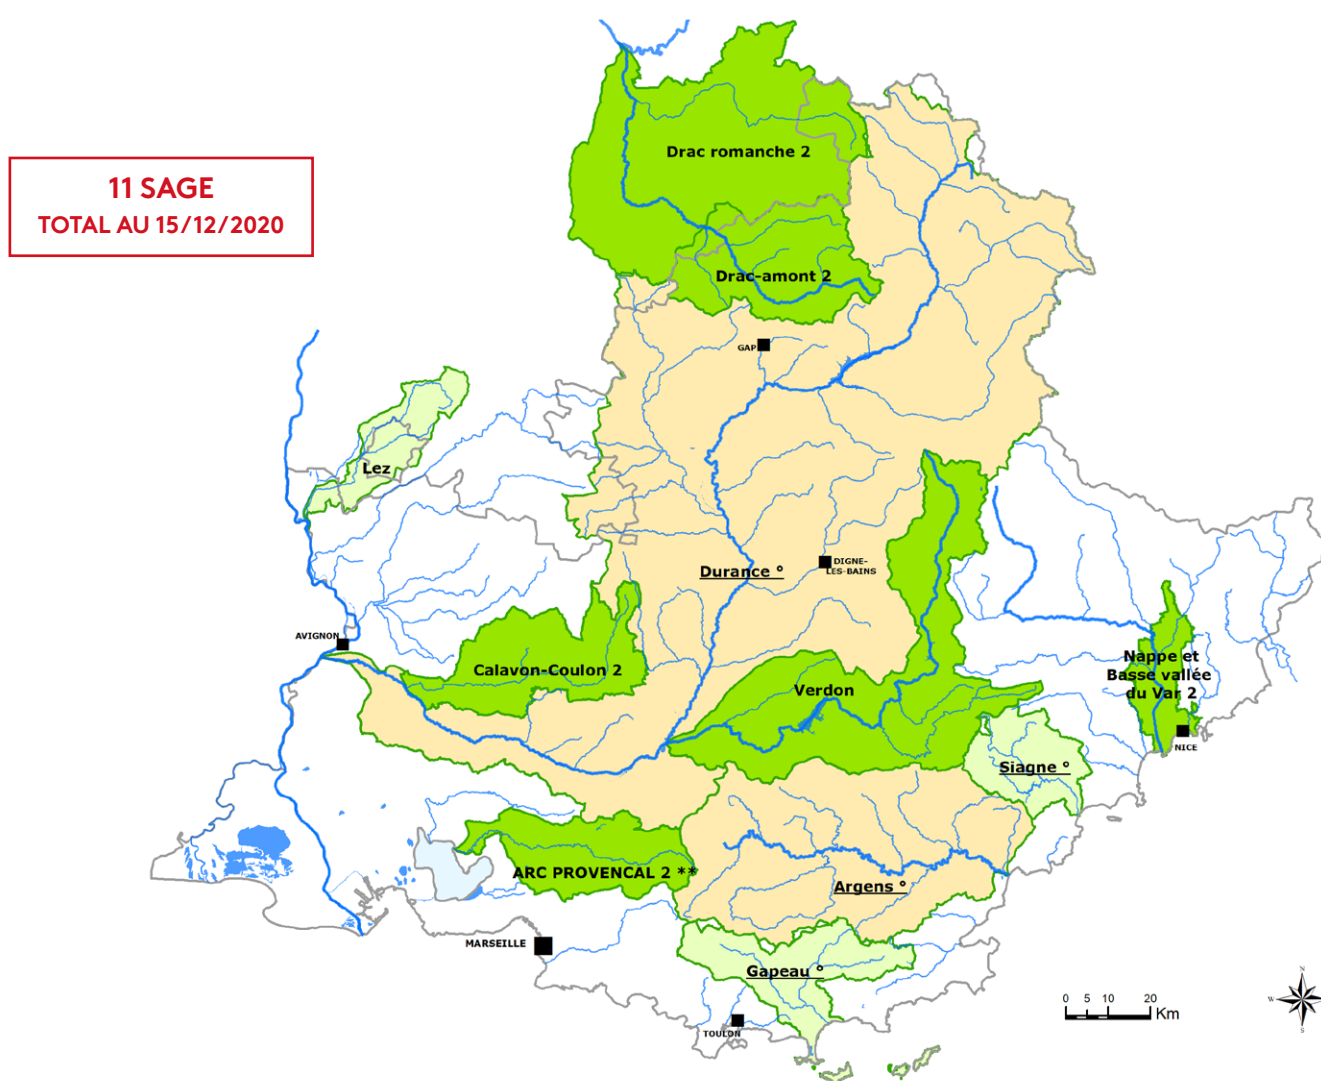 11 SAGE
TOTAL AU 15/12/2020
Drac romanche 2
Drac-amont 2
GAP
Lez
Durance °
DIGNE-
LES-BAINS
AVIGNON
Calavon-Coulon 2
Verdon
Nappe et
Basse vallée
du Var 2
NICE
Siagne °
ARC PROVENCAL 2 **
Argens °
MARSEILLE
Gapeau °
TOULON
0 5 10 20
Km
N
W
S